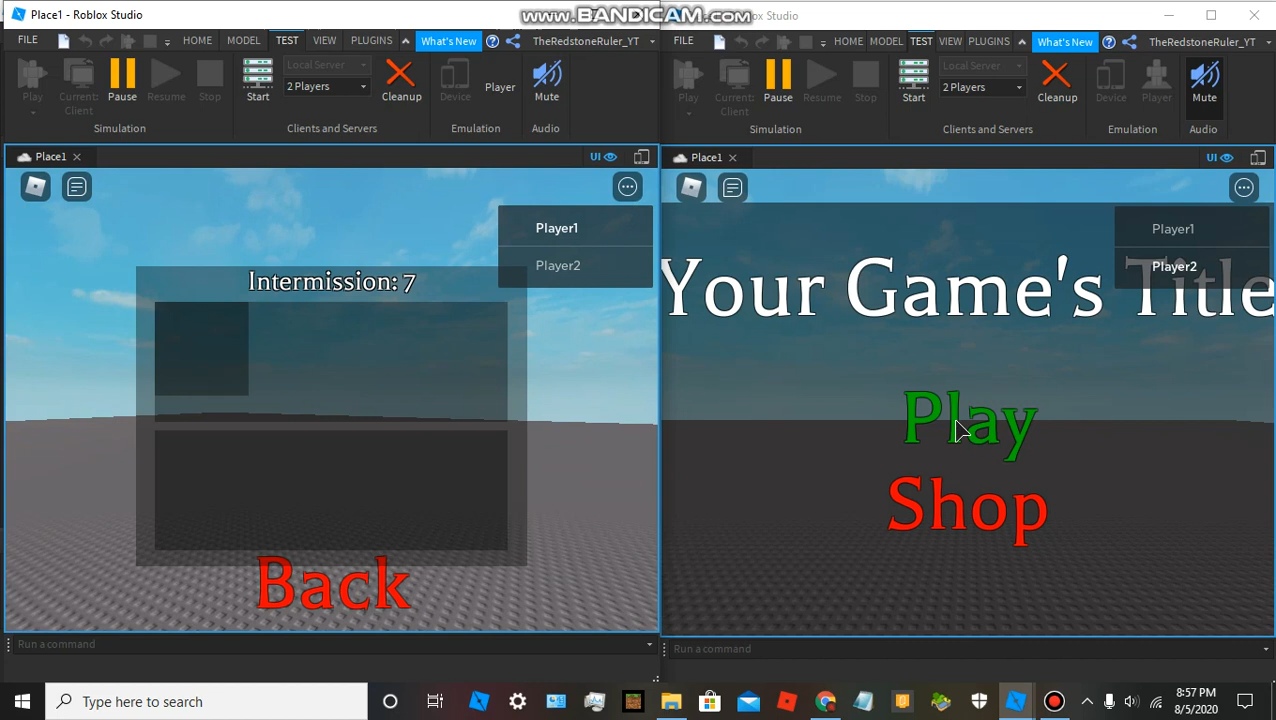 Place1 - Roblox Studio
www.BANDICAM.com
Studio
FILE HOME MODEL TEST VIEW PLUGINS What's New TheRedstoneRuler_YT
Play Current: Client Pause Resume Stop
Simulation
Start Local Server 2 Players Cleanup
Clients and Servers
Device Player
Emulation
Mute
Audio
FILE HOME MODEL TEST VIEW PLUGINS What's New TheRedstoneRuler_YT
Play Current: Client Pause Resume Stop
Simulation
Start Local Server 2 Players Cleanup
Clients and Servers
Device Player
Emulation
Mute
Audio
Place1
UI
Player1
Player2
Intermission: 7
Back
Run a command
Place1
UI
Player1
Player2
Your Game's Title
Play
Shop
Run a command
Type here to search
8:57 PM
8/5/2020